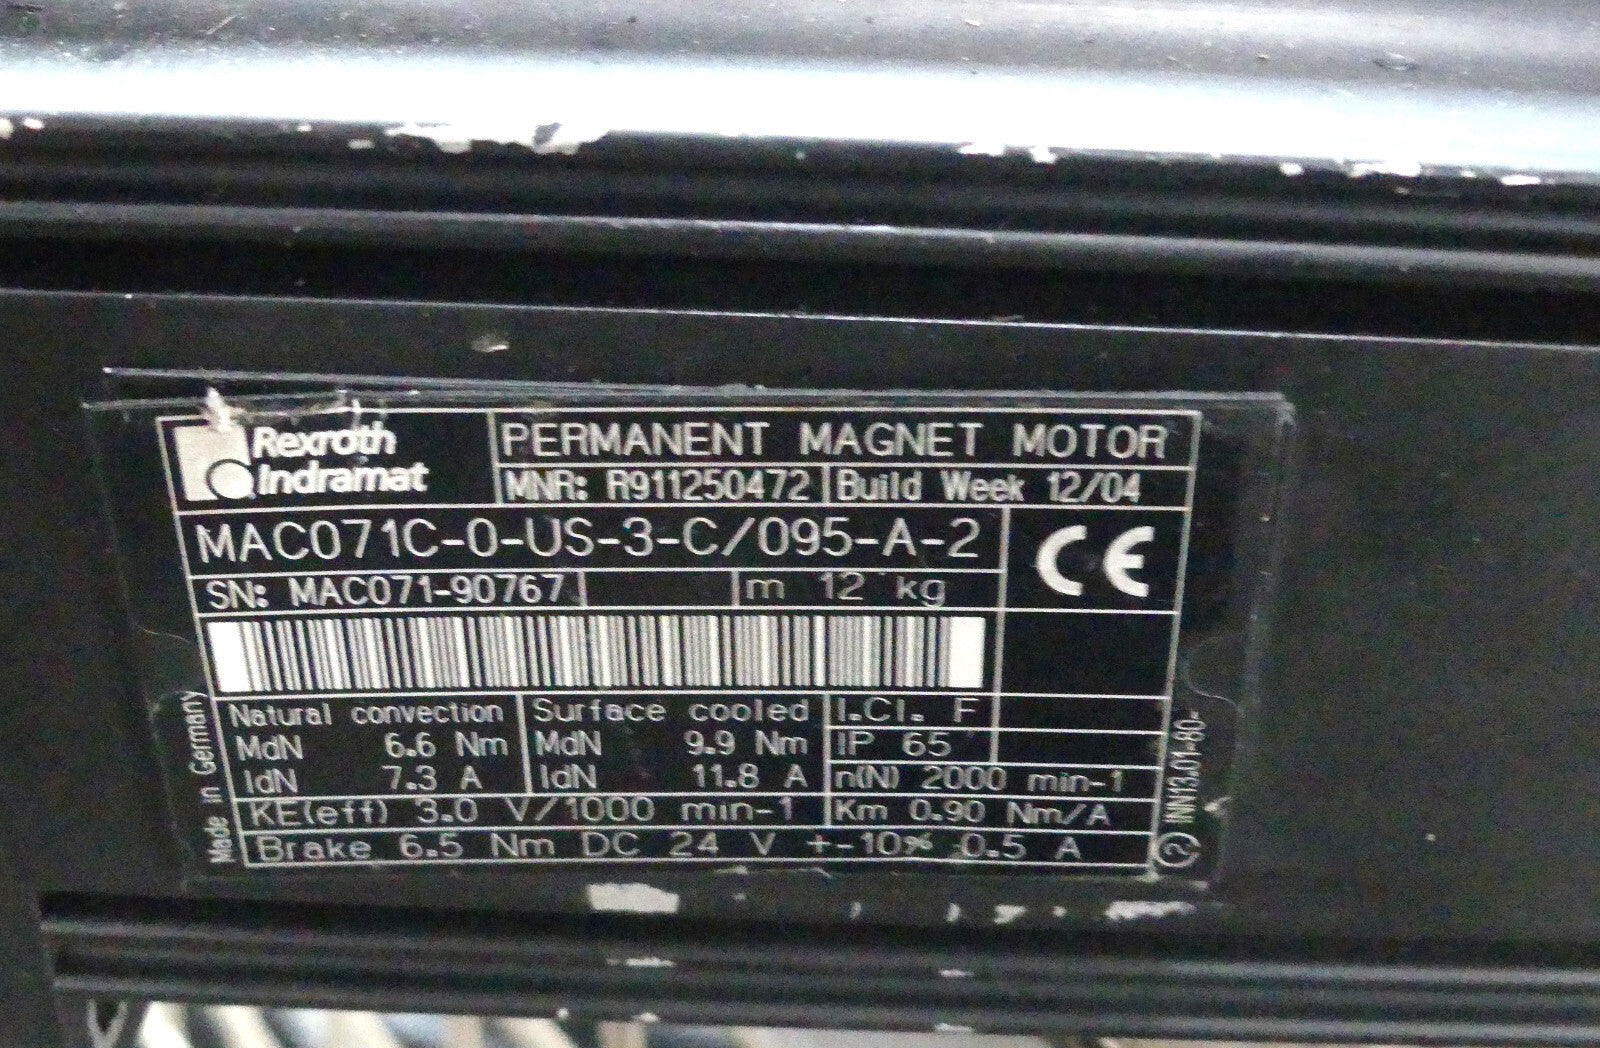 Rexroth
Indramat
PERMANENT MAGNET MOTOR
MNR: R911250472 Build Week 12/04
MAC071C-0-US-3-C/095-A-2
CE
SN: MAC071-90767 m 12 kg
Natural convection Surface cooled I.Cl. F
MdN 6.6 Nm MdN 9.9 Nm IP 65
IdN 7.3 A IdN 11.8 A n(N) 2000 min-1
KE(eff) 3.0 V/1000 min-1 Km 0.90 Nm/A
Brake 6.5 Nm DC 24 V +-10% 0.5 A
Made in Germany
INN13.01-80-